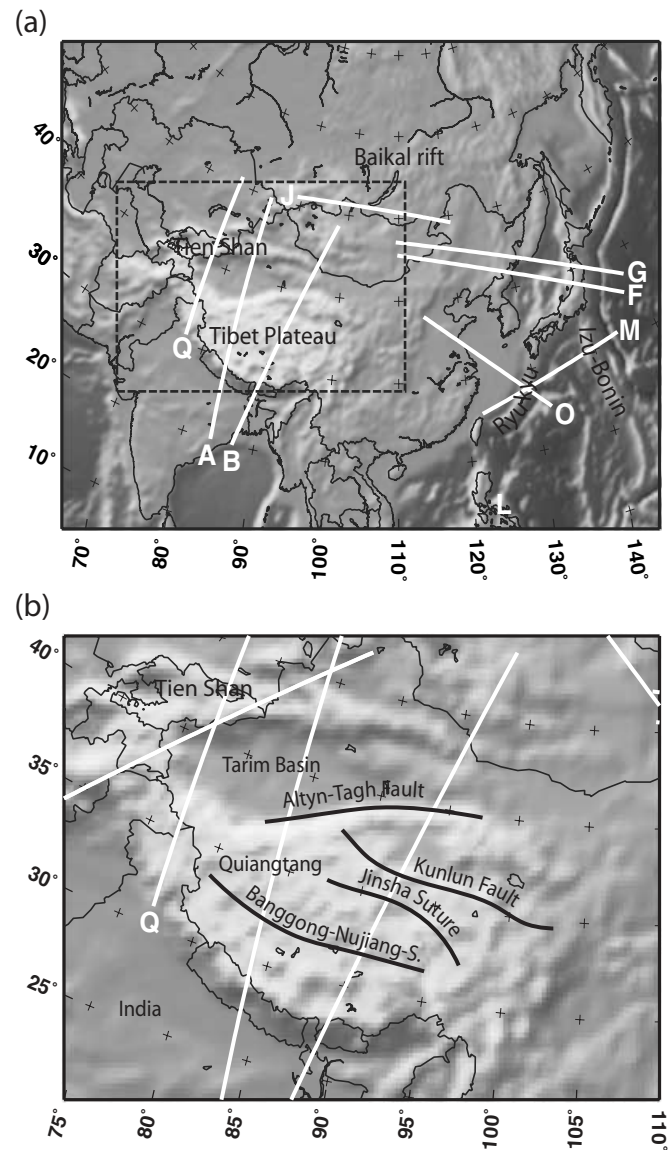 (a)
40°
30°
20°
10°
Baikal rift
J
Tien Shan
G
F
M
Tibet Plateau
Q
Izu Bonin
Ryu-kyu
O
A B
L
70° 80° 90° 100° 110° 120° 130° 140°
(b)
40°
35°
30°
25°
Tien Shan
Tarim Basin
Altyn-Tagh Fault
Quiangtang
Kunlun Fault
Jinsha Suture
Banggong-Nujiang-S.
Q
India
75° 80° 85° 90° 95° 100° 105° 110°